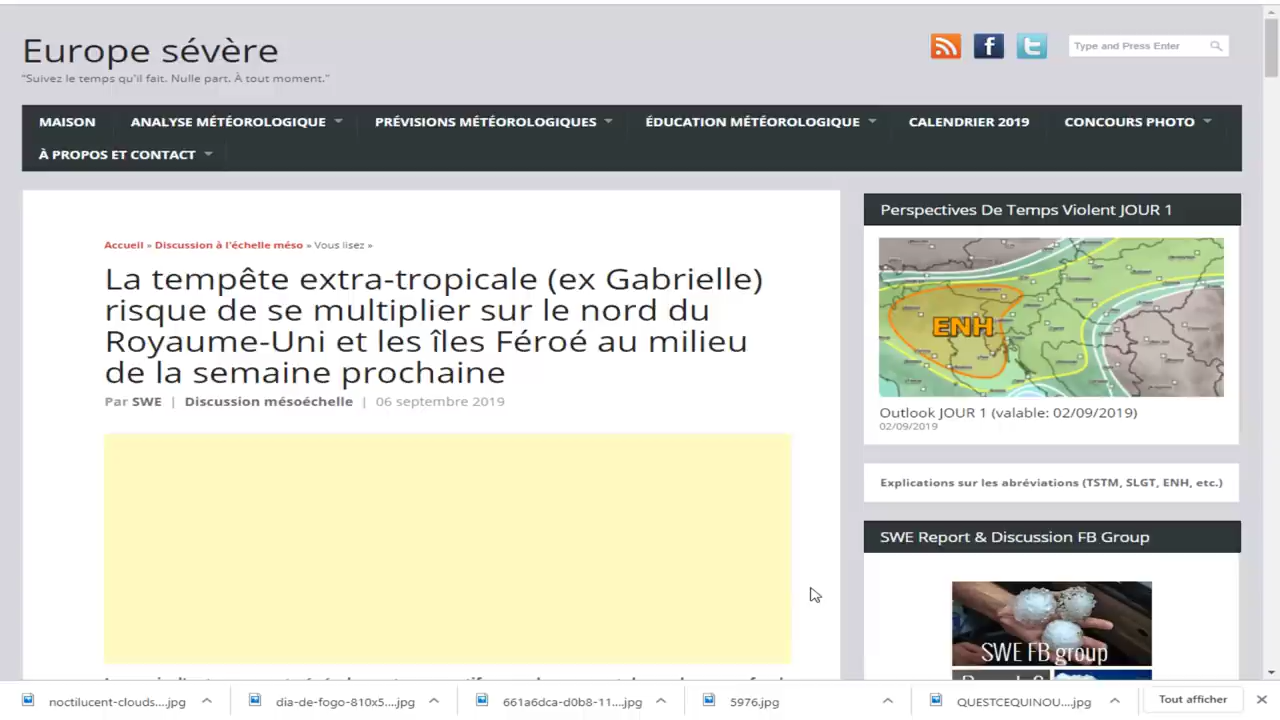 Europe sévère
"Suivez le temps qu'il fait. Nulle part. À tout moment."
Type and Press Enter
MAISON
ANALYSE MÉTÉOROLOGIQUE
PRÉVISIONS MÉTÉOROLOGIQUES
ÉDUCATION MÉTÉOROLOGIQUE
CALENDRIER 2019
CONCOURS PHOTO
À PROPOS ET CONTACT
Accueil » Discussion à l'échelle méso » Vous lisez »
La tempête extra-tropicale (ex Gabrielle)
risque de se multiplier sur le nord du
Royaume-Uni et les îles Féroé au milieu
de la semaine prochaine
Par SWE | Discussion mésoéchelle | 06 septembre 2019
Perspectives De Temps Violent JOUR 1
ENH
Outlook JOUR 1 (valable: 02/09/2019)
02/09/2019
Explications sur les abréviations (TSTM, SLGT, ENH, etc.)
SWE Report & Discussion FB Group
SWE FB group
noctilucent-clouds....jpg
dia-de-fogo-810x5....jpg
661a6dca-d0b8-11....jpg
5976.jpg
QUESTCEQUINOU....jpg
Tout afficher